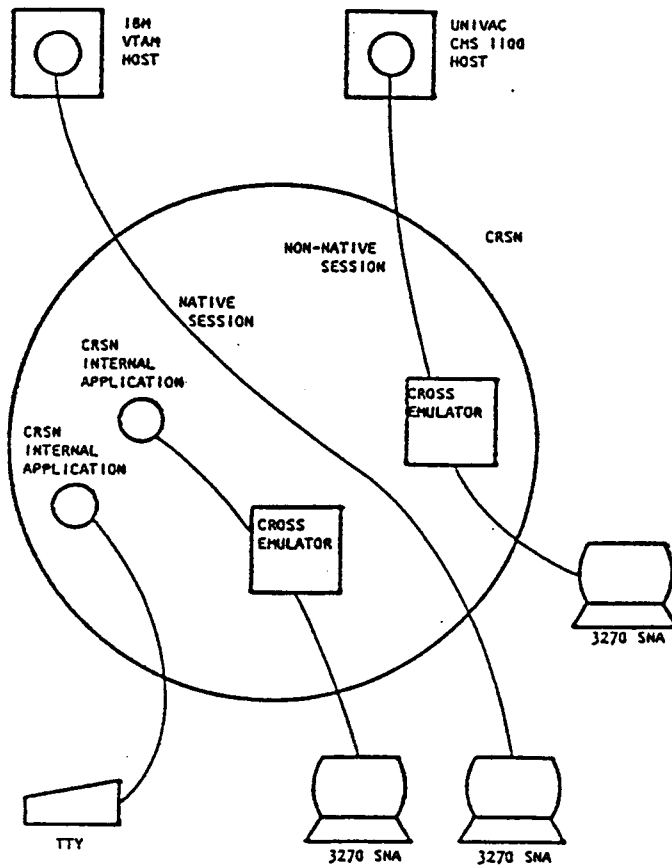 IBM
VTAM
HOST
UNIVAC
CMS 1100
HOST
CRSN
NON-NATIVE
SESSION
NATIVE
SESSION
CRSN
INTERNAL
APPLICATION
CROSS
EMULATOR
CRSN
INTERNAL
APPLICATION
CROSS
EMULATOR
3270 SNA
TTY
3270 SNA
3270 SNA